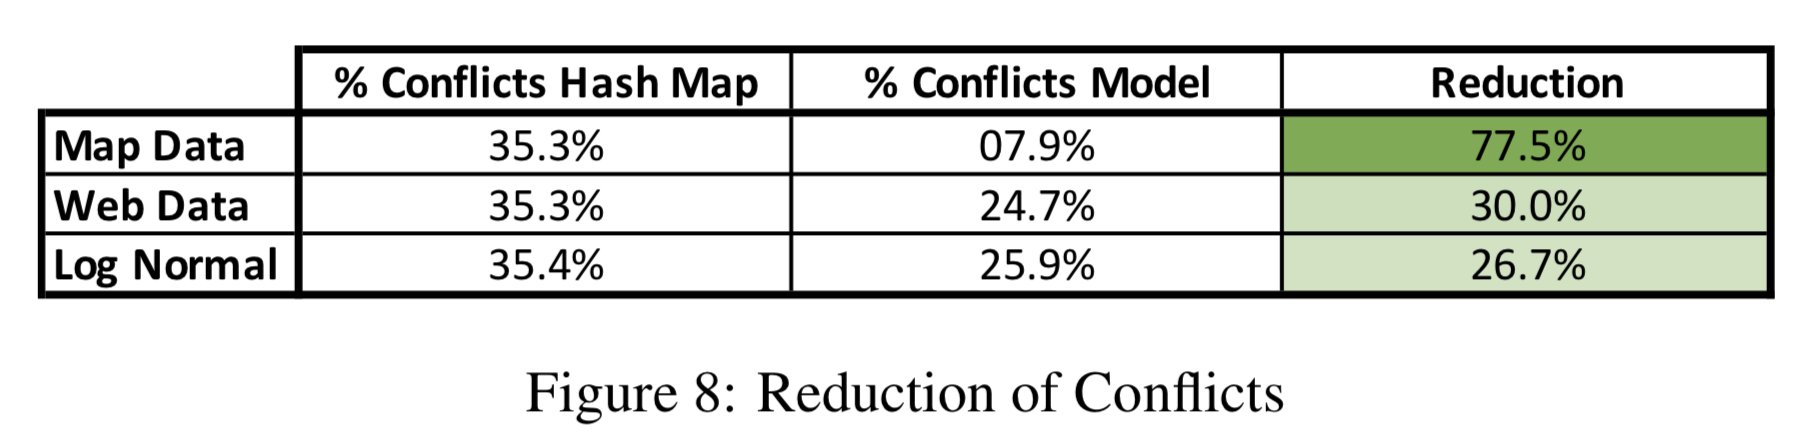 % Conflicts Hash Map % Conflicts Model Reduction
Map Data 35.3% 07.9% 77.5%
Web Data 35.3% 24.7% 30.0%
Log Normal 35.4% 25.9% 26.7%
Figure 8: Reduction of Conflicts